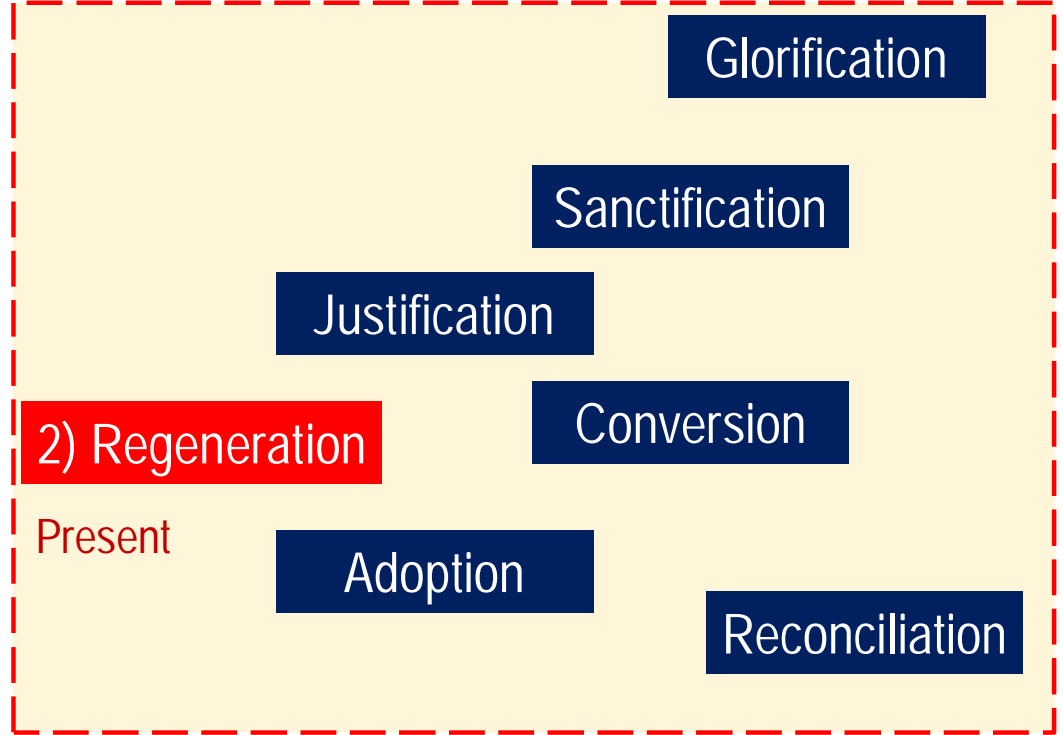 Glorification
Sanctification
Justification
Conversion
2) Regeneration
Present
Adoption
Reconciliation